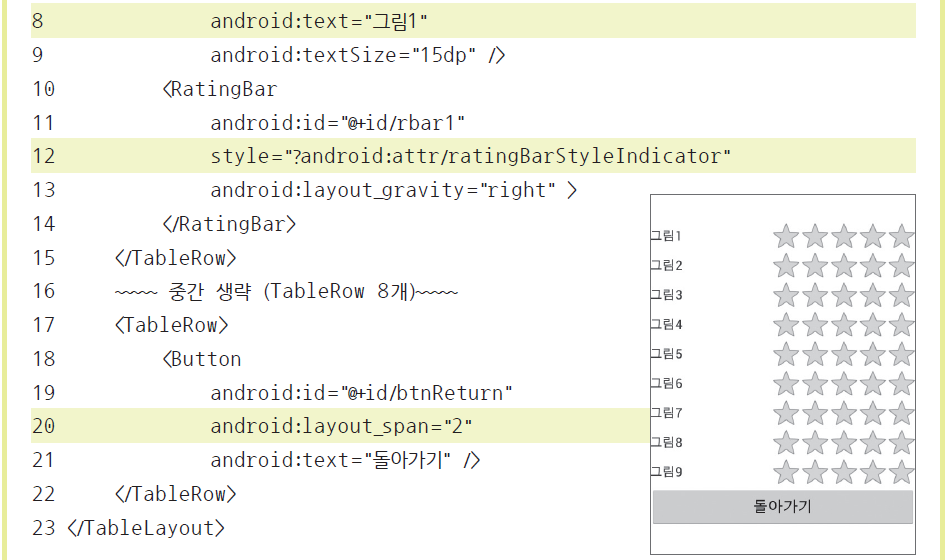 8 android:text="그림1"
9 android:textSize="15dp" />
10 <RatingBar
11 android:id="@+id/rbar1"
12 style="?android:attr/ratingBarStyleIndicator"
13 android:layout_gravity="right" >
14 </RatingBar>
15 </TableRow>
16 ~~~~~ 중간 생략 (TableRow 8개)~~~~~
17 <TableRow>
18 <Button
19 android:id="@+id/btnReturn"
20 android:layout_span="2"
21 android:text="돌아가기" />
22 </TableRow>
23 </TableLayout>
그림1
그림2
그림3
그림4
그림5
그림6
그림7
그림8
그림9
돌아가기